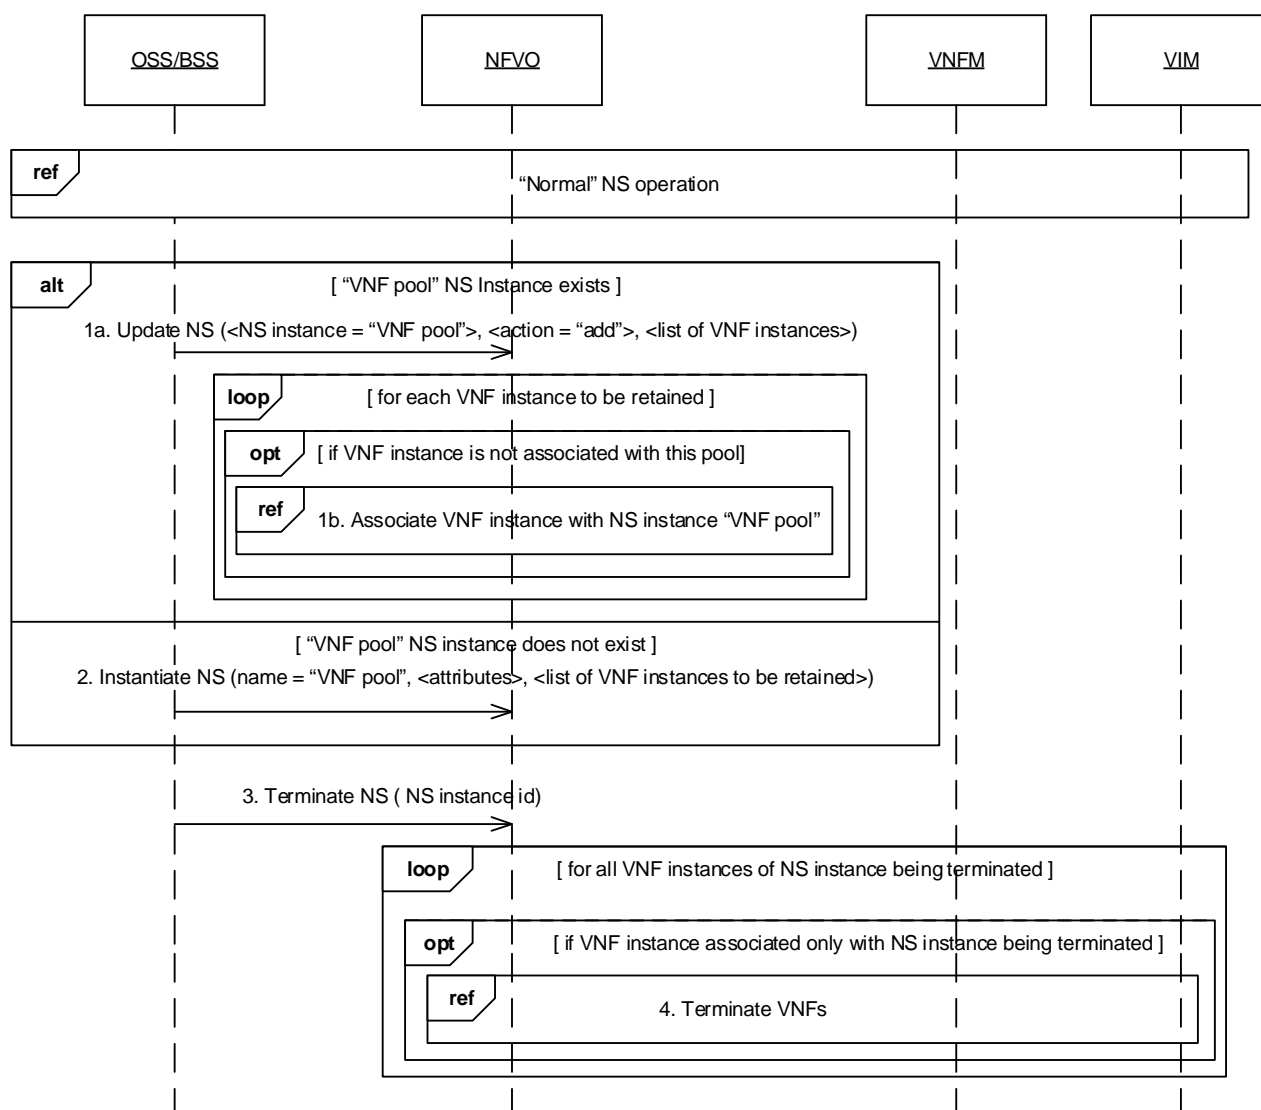 OSS/BSS
NFVO
VNFM
VIM
ref
“Normal” NS operation
alt
[ “VNF pool” NS Instance exists ]
1a. Update NS (<NS instance = “VNF pool”>, <action = “add”>, <list of VNF instances>)
loop
[ for each VNF instance to be retained ]
opt
[ if VNF instance is not associated with this pool]
ref
1b. Associate VNF instance with NS instance “VNF pool”
[ “VNF pool” NS instance does not exist ]
2. Instantiate NS (name = “VNF pool”, <attributes>, <list of VNF instances to be retained>)
3. Terminate NS ( NS instance id)
loop
[ for all VNF instances of NS instance being terminated ]
opt
[ if VNF instance associated only with NS instance being terminated ]
ref
4. Terminate VNFs